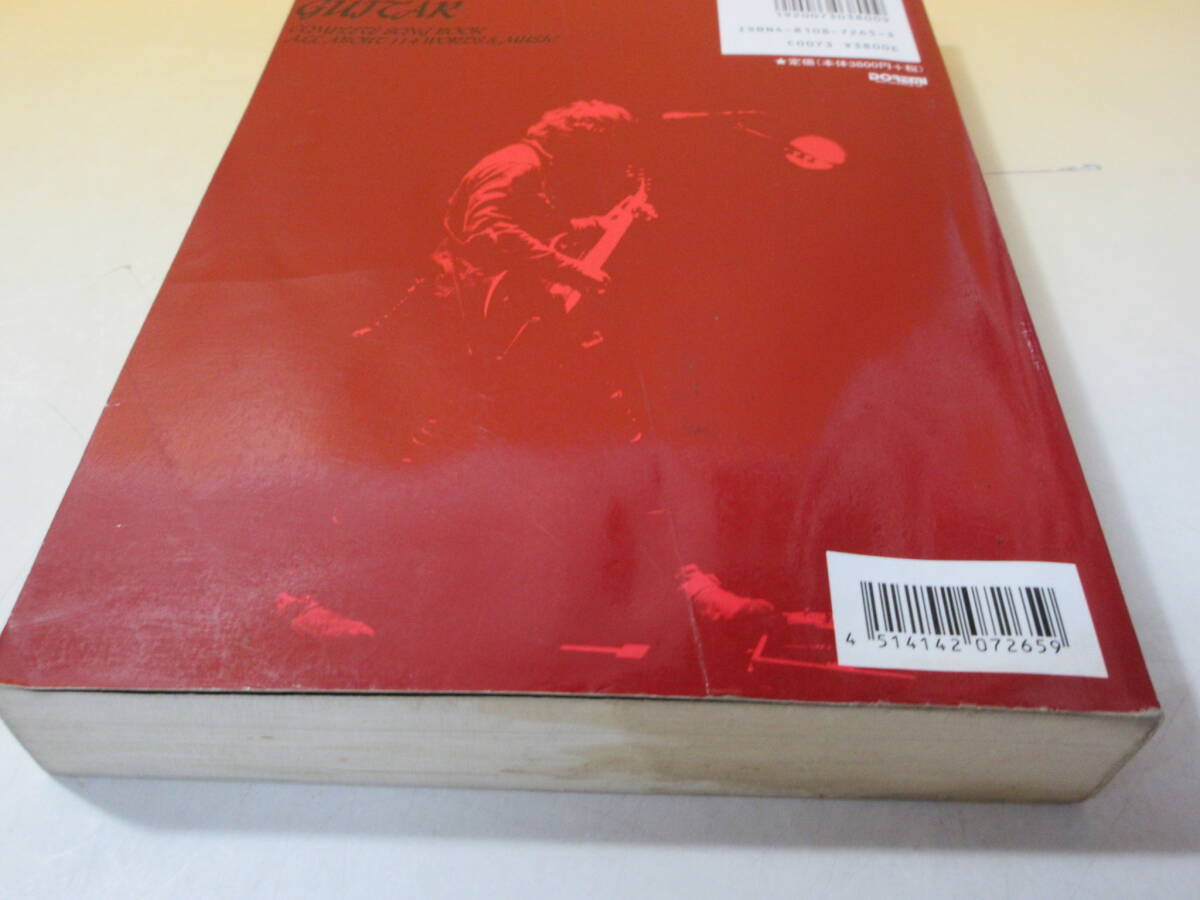 GUITAR
COMPLETE SONG BOOK
ALL ABOUT 114 WORDS & MUSIC
1920073038009
ISBN4-8108-7265-3
C0073 ¥3800E
★定価(本体3800円+税)
DOREMI
4 514142 072659